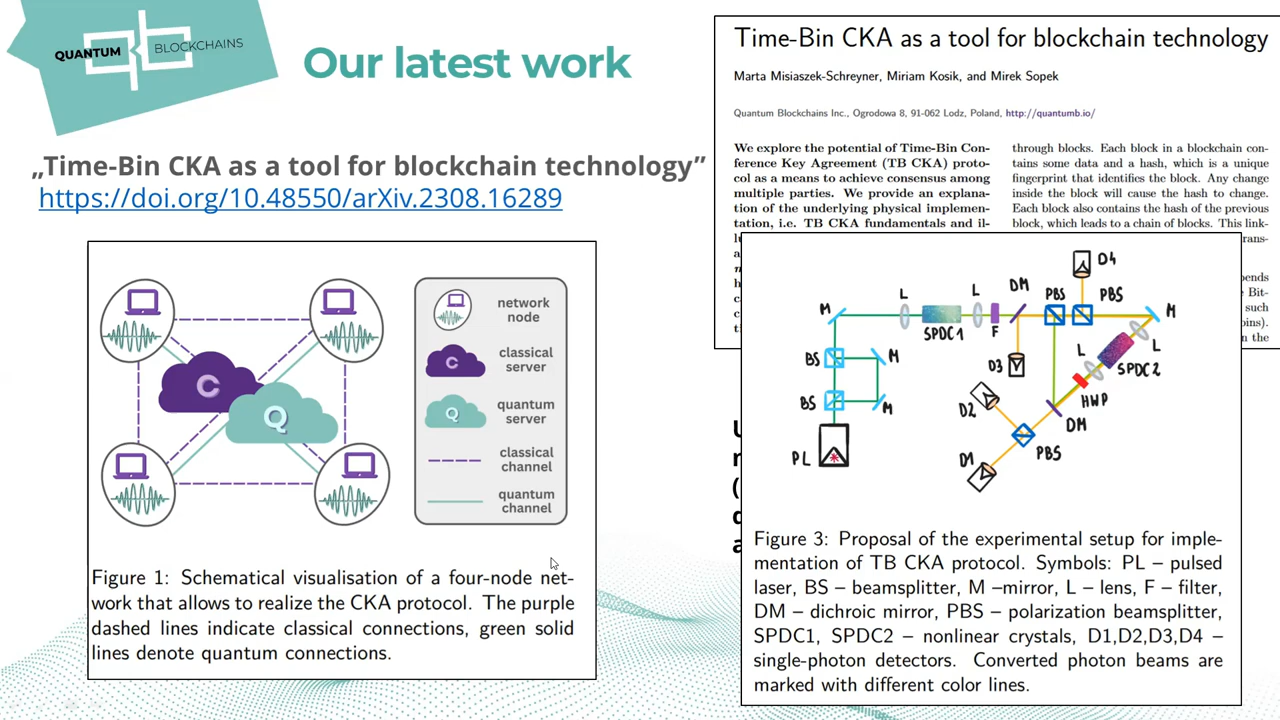 QUANTUM BLOCKCHAINS
Our latest work
„Time-Bin CKA as a tool for blockchain technology”
https://doi.org/10.48550/arXiv.2308.16289
C
Q
network
node
classical
server
quantum
server
classical
channel
quantum
channel
C
Q
Figure 1: Schematical visualisation of a four-node net-
work that allows to realize the CKA protocol. The purple
dashed lines indicate classical connections, green solid
lines denote quantum connections.
Time-Bin CKA as a tool for blockchain technology
Marta Misiaszek-Schreyner, Miriam Kosik, and Mirek Sopek
Quantum Blockchains Inc., Ogrodowa 8, 91-062 Lodz, Poland, http://quantumb.io/
We explore the potential of Time-Bin Con-
ference Key Agreement (TB CKA) proto-
col as a means to achieve consensus among
multiple parties. We provide an explana-
tion of the underlying physical implemen-
tation, i.e. TB CKA fundamentals and il-
through blocks. Each block in a blockchain con-
tains some data and a hash, which is a unique
fingerprint that identifies the block. Any change
inside the block will cause the hash to change.
Each block also contains the hash of the previous
block, which leads to a chain of blocks. This link-
such
n the
D4
M
L
L
DM
PBS
PBS
M
SPDC1
F
BS
M
D3
L
L
SPDC2
BS
M
D2
HWP
DM
PL
D1
PBS
Figure 3: Proposal of the experimental setup for imple-
mentation of TB CKA protocol. Symbols: PL – pulsed
laser, BS – beamsplitter, M –mirror, L – lens, F – filter,
DM – dichroic mirror, PBS – polarization beamsplitter,
SPDC1, SPDC2 – nonlinear crystals, D1,D2,D3,D4 –
single-photon detectors. Converted photon beams are
marked with different color lines.